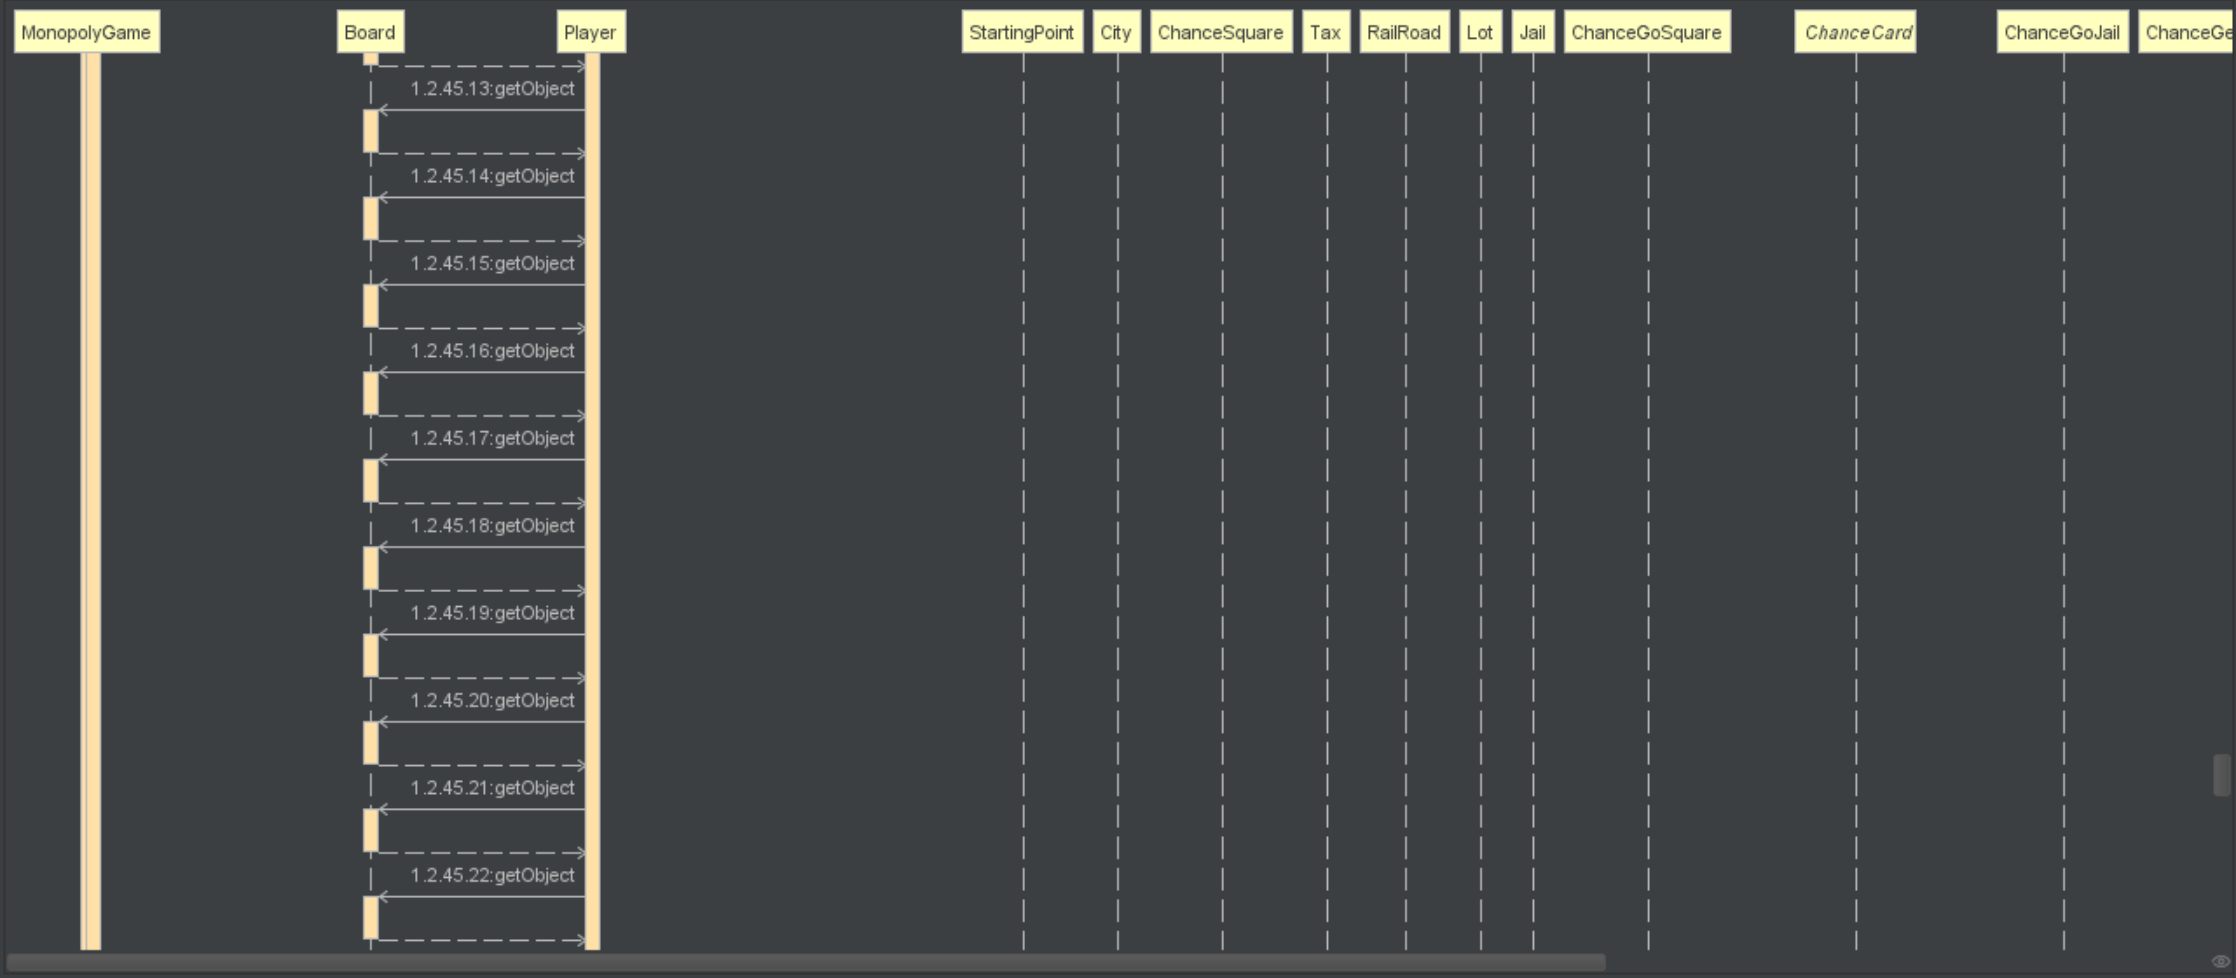 MonopolyGame Board Player StartingPoint City ChanceSquare Tax RailRoad Lot Jail ChanceGoSquare ChanceCard ChanceGoJail ChanceGe
1.2.45.13:getObject
1.2.45.14:getObject
1.2.45.15:getObject
1.2.45.16:getObject
1.2.45.17:getObject
1.2.45.18:getObject
1.2.45.19:getObject
1.2.45.20:getObject
1.2.45.21:getObject
1.2.45.22:getObject